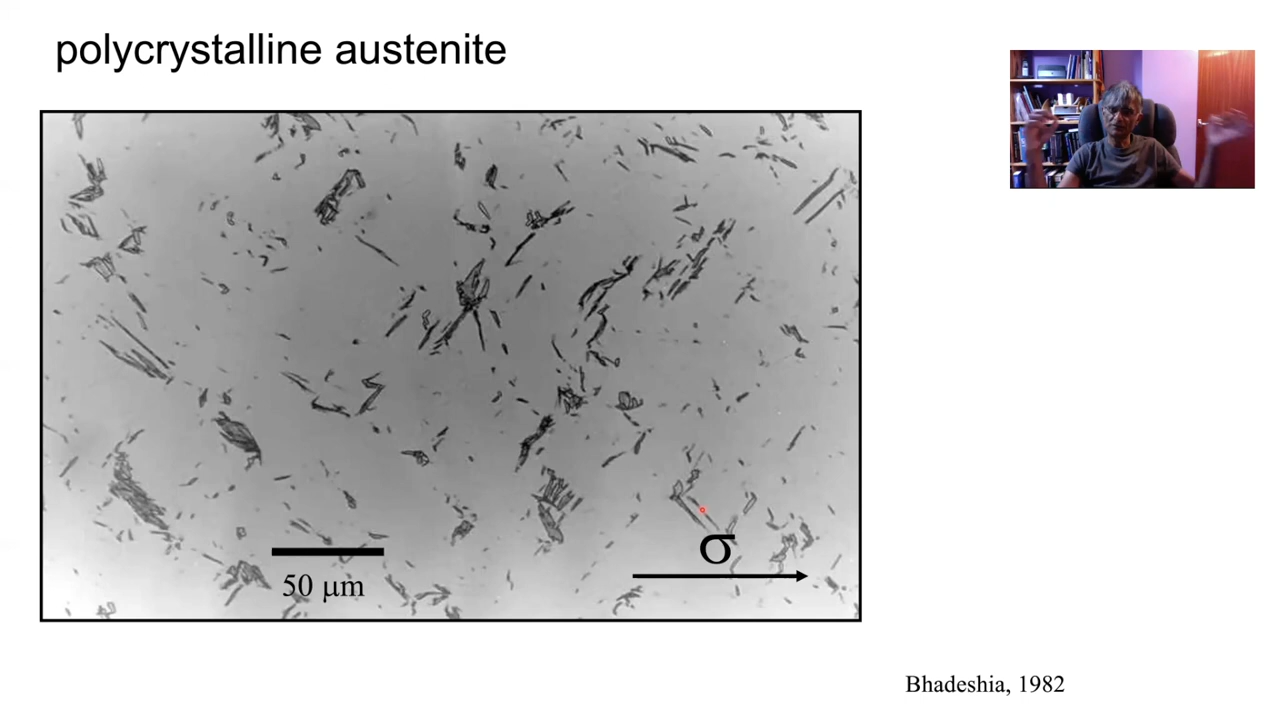 polycrystalline austenite
σ
50 µm
Bhadeshia, 1982